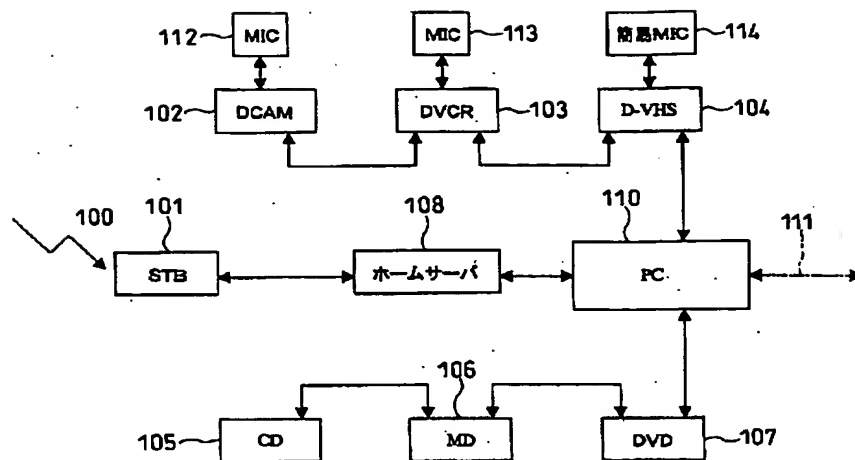 112 MIC
MIC 113
簡易MIC 114
102 DCAM
DVCR 103
D-VHS 104
100
101
108
110
111
STB
ホームサーバ
PC
106
105 CD
MD
DVD 107